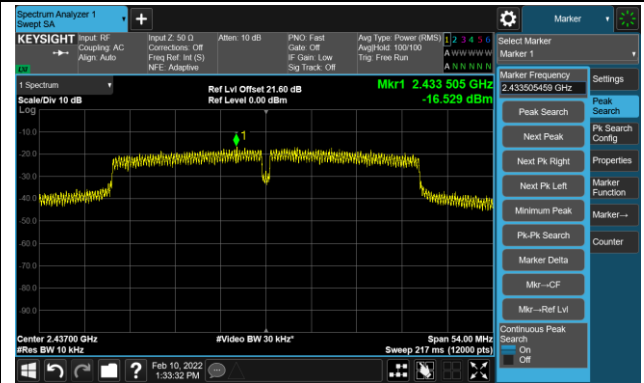 Spectrum Analyzer 1
Swept SA
+
Marker
KEYSIGHT
Input: RF
Coupling: AC
Align: Auto
Input Z: 50 Ω
Corrections: Off
Freq Ref: Int (S)
NFE: Adaptive
Atten: 10 dB
PNO: Fast
Gate: Off
IF Gain: Low
Sig Track: Off
Avg Type: Power (RMS)
Avg|Hold: 100/100
Trig: Free Run
1 2 3 4 5 6
A W W W W W
A N N N N N
Select Marker
Marker 1
1 Spectrum
Scale/Div 10 dB
Log
Ref Lvl Offset 21.60 dB
Ref Level 0.00 dBm
Mkr1 2.433 505 GHz
-16.529 dBm
1
-10.0
-20.0
-30.0
-40.0
-50.0
-60.0
-70.0
-80.0
-90.0
Center 2.43700 GHz
#Res BW 10 kHz
#Video BW 30 kHz*
Span 54.00 MHz
Sweep 217 ms (12000 pts)
Marker Frequency
2.433505459 GHz
Peak Search
Next Peak
Next Pk Right
Next Pk Left
Minimum Peak
Pk-Pk Search
Marker Delta
Mkr→CF
Mkr→Ref Lvl
Continuous Peak
Search
On
Off
Settings
Peak
Search
Pk Search
Config
Properties
Marker
Function
Marker→
Counter
?
Feb 10, 2022
1:33:32 PM